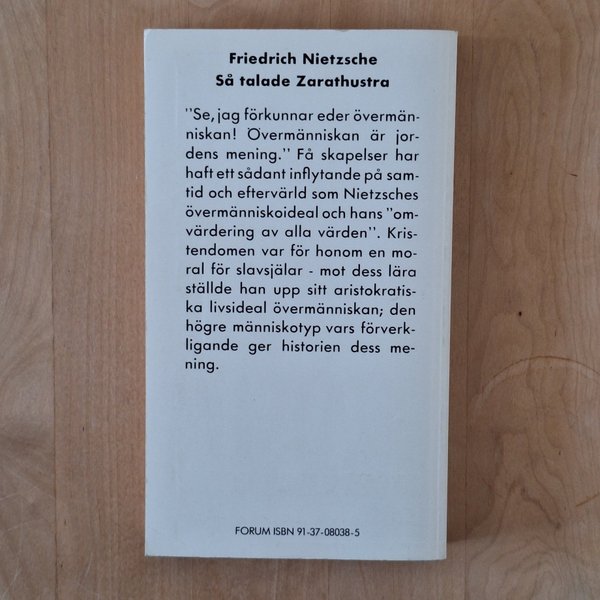 Friedrich Nietzsche
Så talade Zarathustra
"Se, jag förkunnar eder övermän-
niskan! Övermänniskan är jor-
dens mening." Få skapelser har
haft ett sådant inflytande på sam-
tid och eftervärld som Nietzsches
övermänniskoideal och hans "om-
värdering av alla värden". Kris-
tendomen var för honom en mo-
ral för slavsjälar - mot dess lära
ställde han upp sitt aristokratis-
ka livsideal övermänniskan; den
högre människotyp vars förverk-
ligande ger historien dess me-
ning.
FORUM ISBN 91-37-08038-5